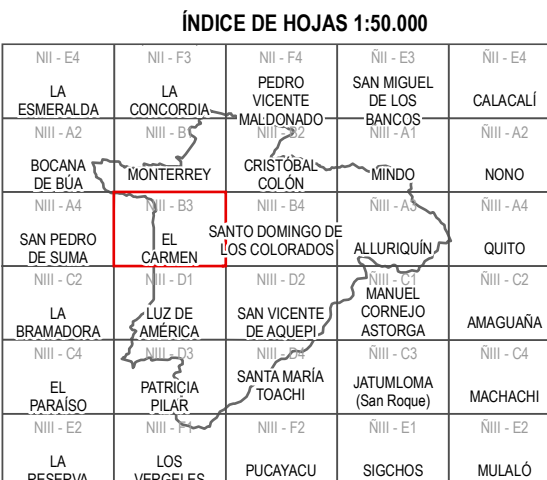 ÍNDICE DE HOJAS 1:50.000
NII - E4 NII - F3 NII - F4 ÑII - E3 ÑII - E4
LA ESMERALDA
LA CONCORDIA
PEDRO VICENTE MALDONADO
SAN MIGUEL DE LOS BANCOS
CALACALÍ
NIII - A2 NIII - B1 NIII - B2 ÑIII - A1 ÑIII - A2
BOCANA DE BÚA
MONTERREY
CRISTÓBAL COLÓN
MINDO
NONO
NIII - A4 NIII - B3 NIII - B4 ÑIII - A3 ÑIII - A4
SAN PEDRO DE SUMA
EL CARMEN
SANTO DOMINGO DE LOS COLORADOS
ALLURIQUÍN
QUITO
NIII - C2 NIII - D1 NIII - D2 ÑIII - C1 ÑIII - C2
LA BRAMADORA
LUZ DE AMÉRICA
SAN VICENTE DE AQUEPI
MANUEL CORNEJO ASTORGA
AMAGUAÑA
NIII - C4 NIII - D3 NIII - D4 ÑIII - C3 ÑIII - C4
EL PARAÍSO
PATRICIA PILAR
SANTA MARÍA TOACHI
JATUMLOMA (San Roque)
MACHACHI
NIII - E2 NIII - F1 NIII - F2 ÑIII - E1 ÑIII - E2
LA RESERVA
LOS VERGELES
PUCAYACU
SIGCHOS
MULALÓ